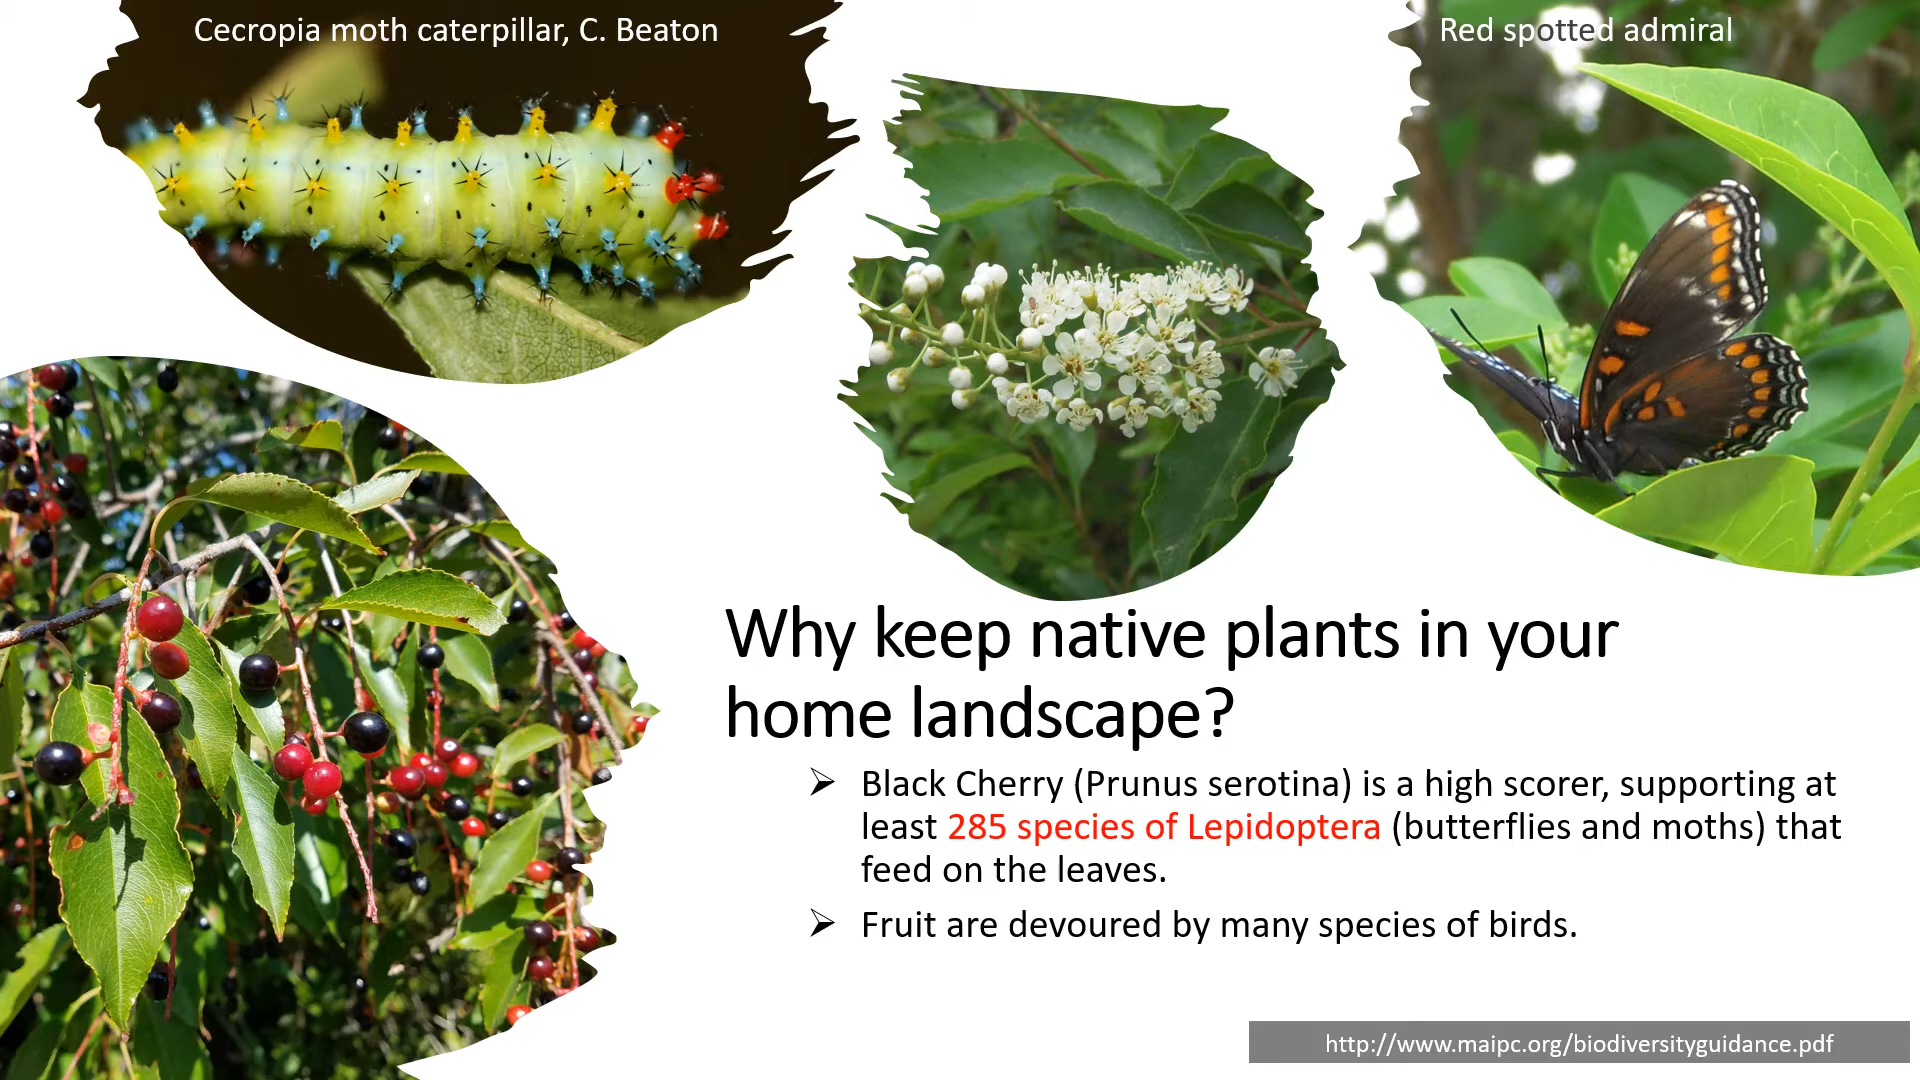 Cecropia moth caterpillar, C. Beaton
Red spotted admiral
Why keep native plants in your
home landscape?
➢ Black Cherry (Prunus serotina) is a high scorer, supporting at
least 285 species of Lepidoptera (butterflies and moths) that
feed on the leaves.
➢ Fruit are devoured by many species of birds.
http://www.maipc.org/biodiversityguidance.pdf